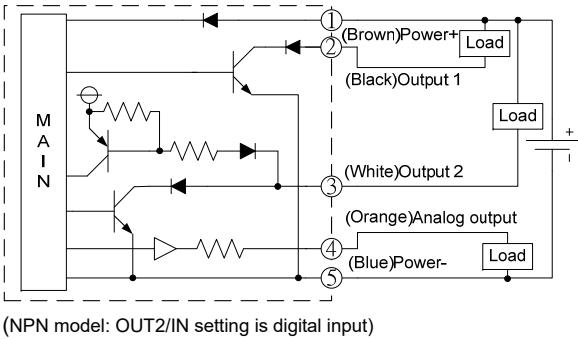 ① (Brown)Power+
② Load
(Black)Output 1
MAIN
Load
+
③ (White)Output 2
④ (Orange)Analog output
⑤ (Blue)Power-
Load
(NPN model: OUT2/IN setting is digital input)